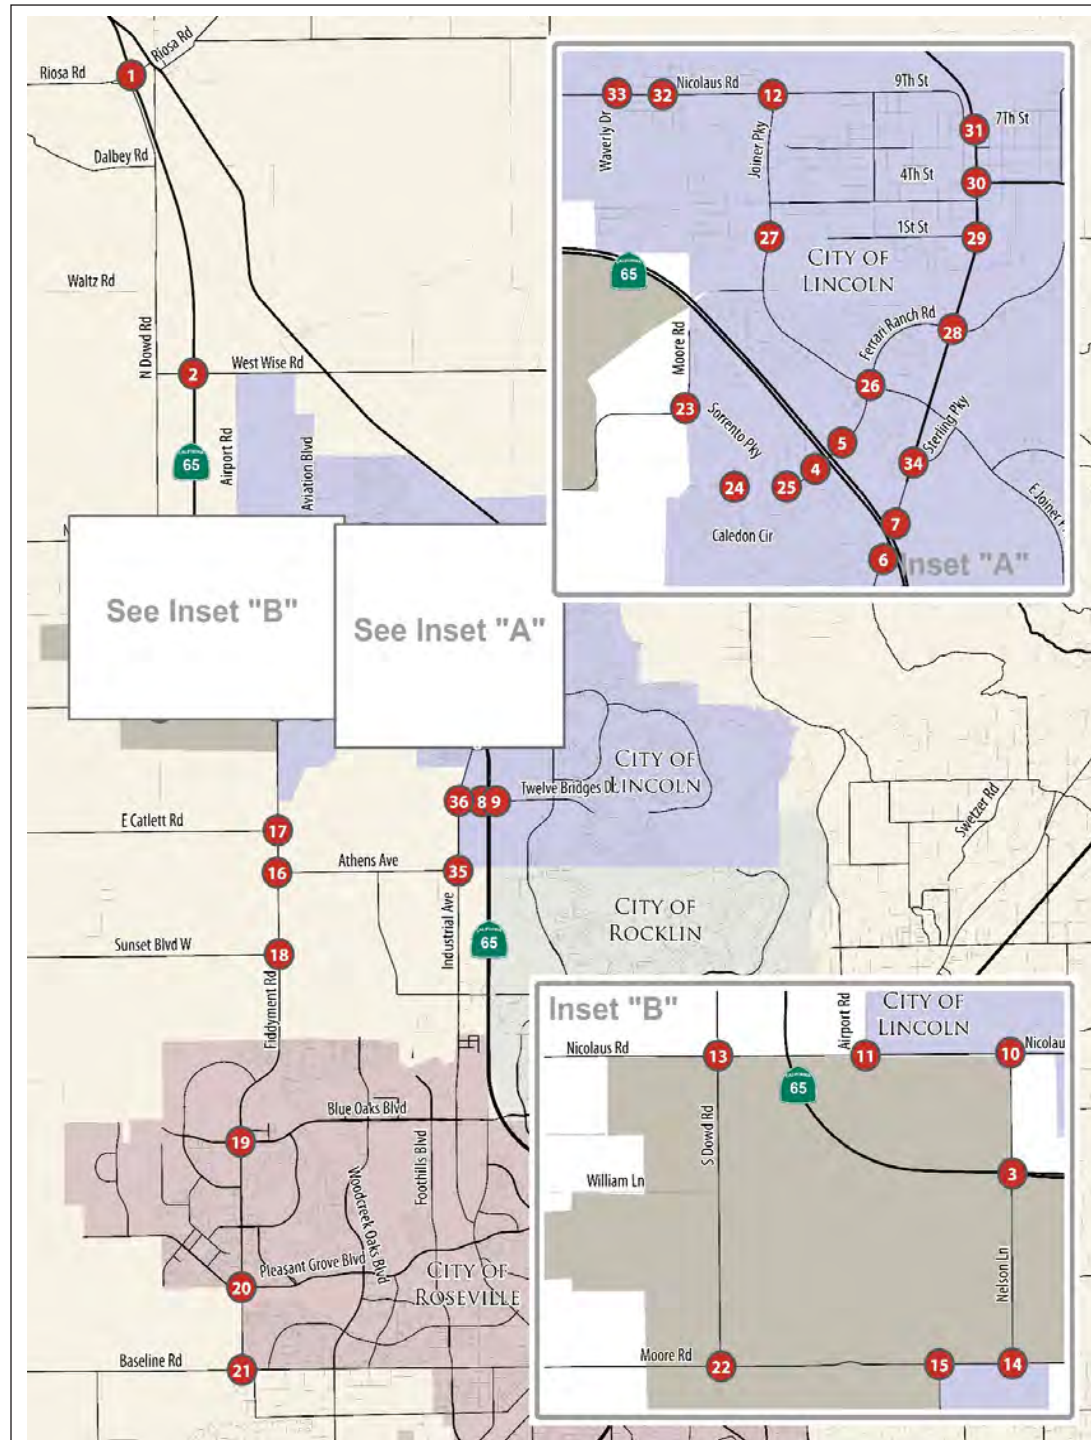 Riosa Rd
Riosa Rd
1
Dalbey Rd
Waltz Rd
N Dowd Rd
2
West Wise Rd
CALIFORNIA
65
Airport Rd
Aviation Blvd
N
See Inset "B"
See Inset "A"
33
32
Nicolaus Rd
12
9Th St
Waverly Dr
Joiner Pky
31
7Th St
4Th St
30
27
1St St
29
CITY OF
LINCOLN
65
Moore Rd
Ferrari Ranch Rd
28
26
23
Sorrento Pky
5
Sterling Pky
4
34
24
25
E Joiner
7
Caledon Cir
6
Inset "A"
CITY OF
LINCOLN
36
8
9
Twelve Bridges D
E Catlett Rd
17
Swetzer Rd
16
Athens Ave
35
CITY OF
ROCKLIN
Industrial Ave
65
Sunset Blvd W
18
Fiddyment Rd
Blue Oaks Blvd
19
Foothills Blvd
Woodcreek Oaks Blvd
Pleasant Grove Blvd
20
CITY OF
ROSEVILLE
Baseline Rd
21
Inset "B"
Airport Rd
CITY OF
LINCOLN
Nicolaus Rd
13
11
10
Nicolau
65
S Dowd Rd
William Ln
3
Nelson Ln
Moore Rd
22
15
14